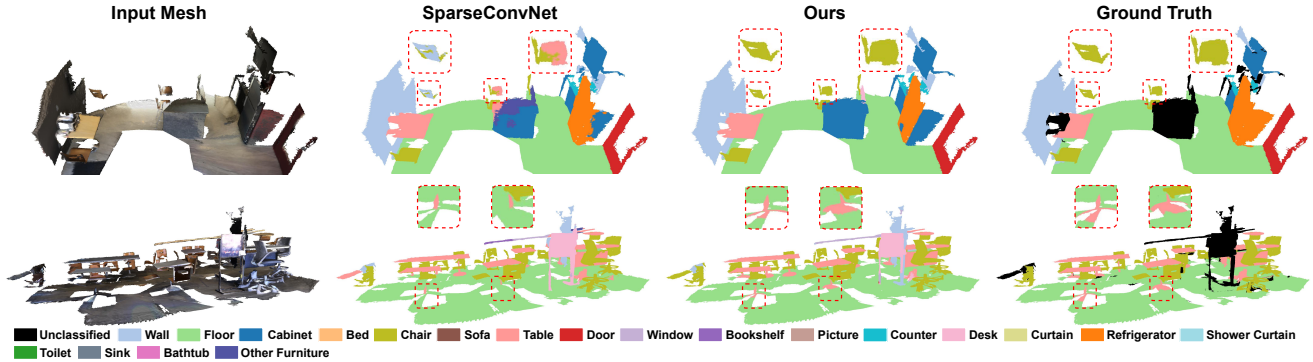 Input Mesh SparseConvNet Ours Ground Truth
Unclassified Wall Floor Cabinet Bed Chair Sofa Table Door Window Bookshelf Picture Counter Desk Curtain Refrigerator Shower Curtain
Toilet Sink Bathtub Other Furniture